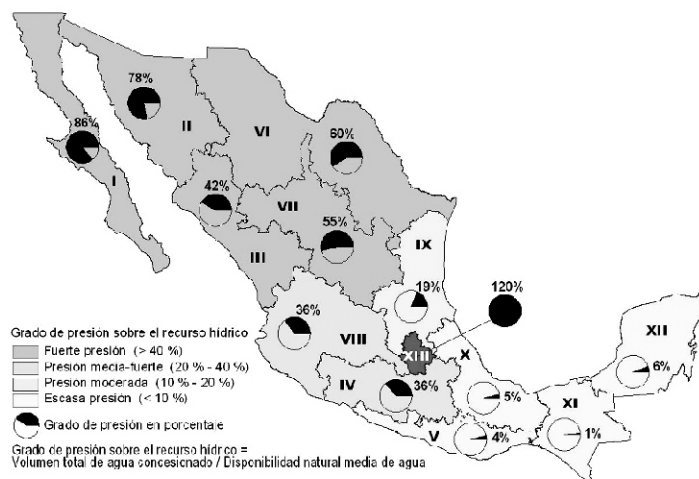 78%
86%
II
VI
60%
I
42%
VII
55%
III
IX
19%
120%
36%
VIII
XIII
X
XII
6%
IV
36%
5%
XI
V
4%
1%
Grado de presión sobre el recurso hídrico
Fuerte presión (> 40 %)
Presion media-fuerte (20 % - 40 %)
Presion mocerada (10 % - 20 %)
Escasa presión (< 10 %)
Grado de presión en porcentaje
Grado de presión sobre el recurso hídrico =
Volumen total de agua concesionado / Disponibilidad natural media de agua